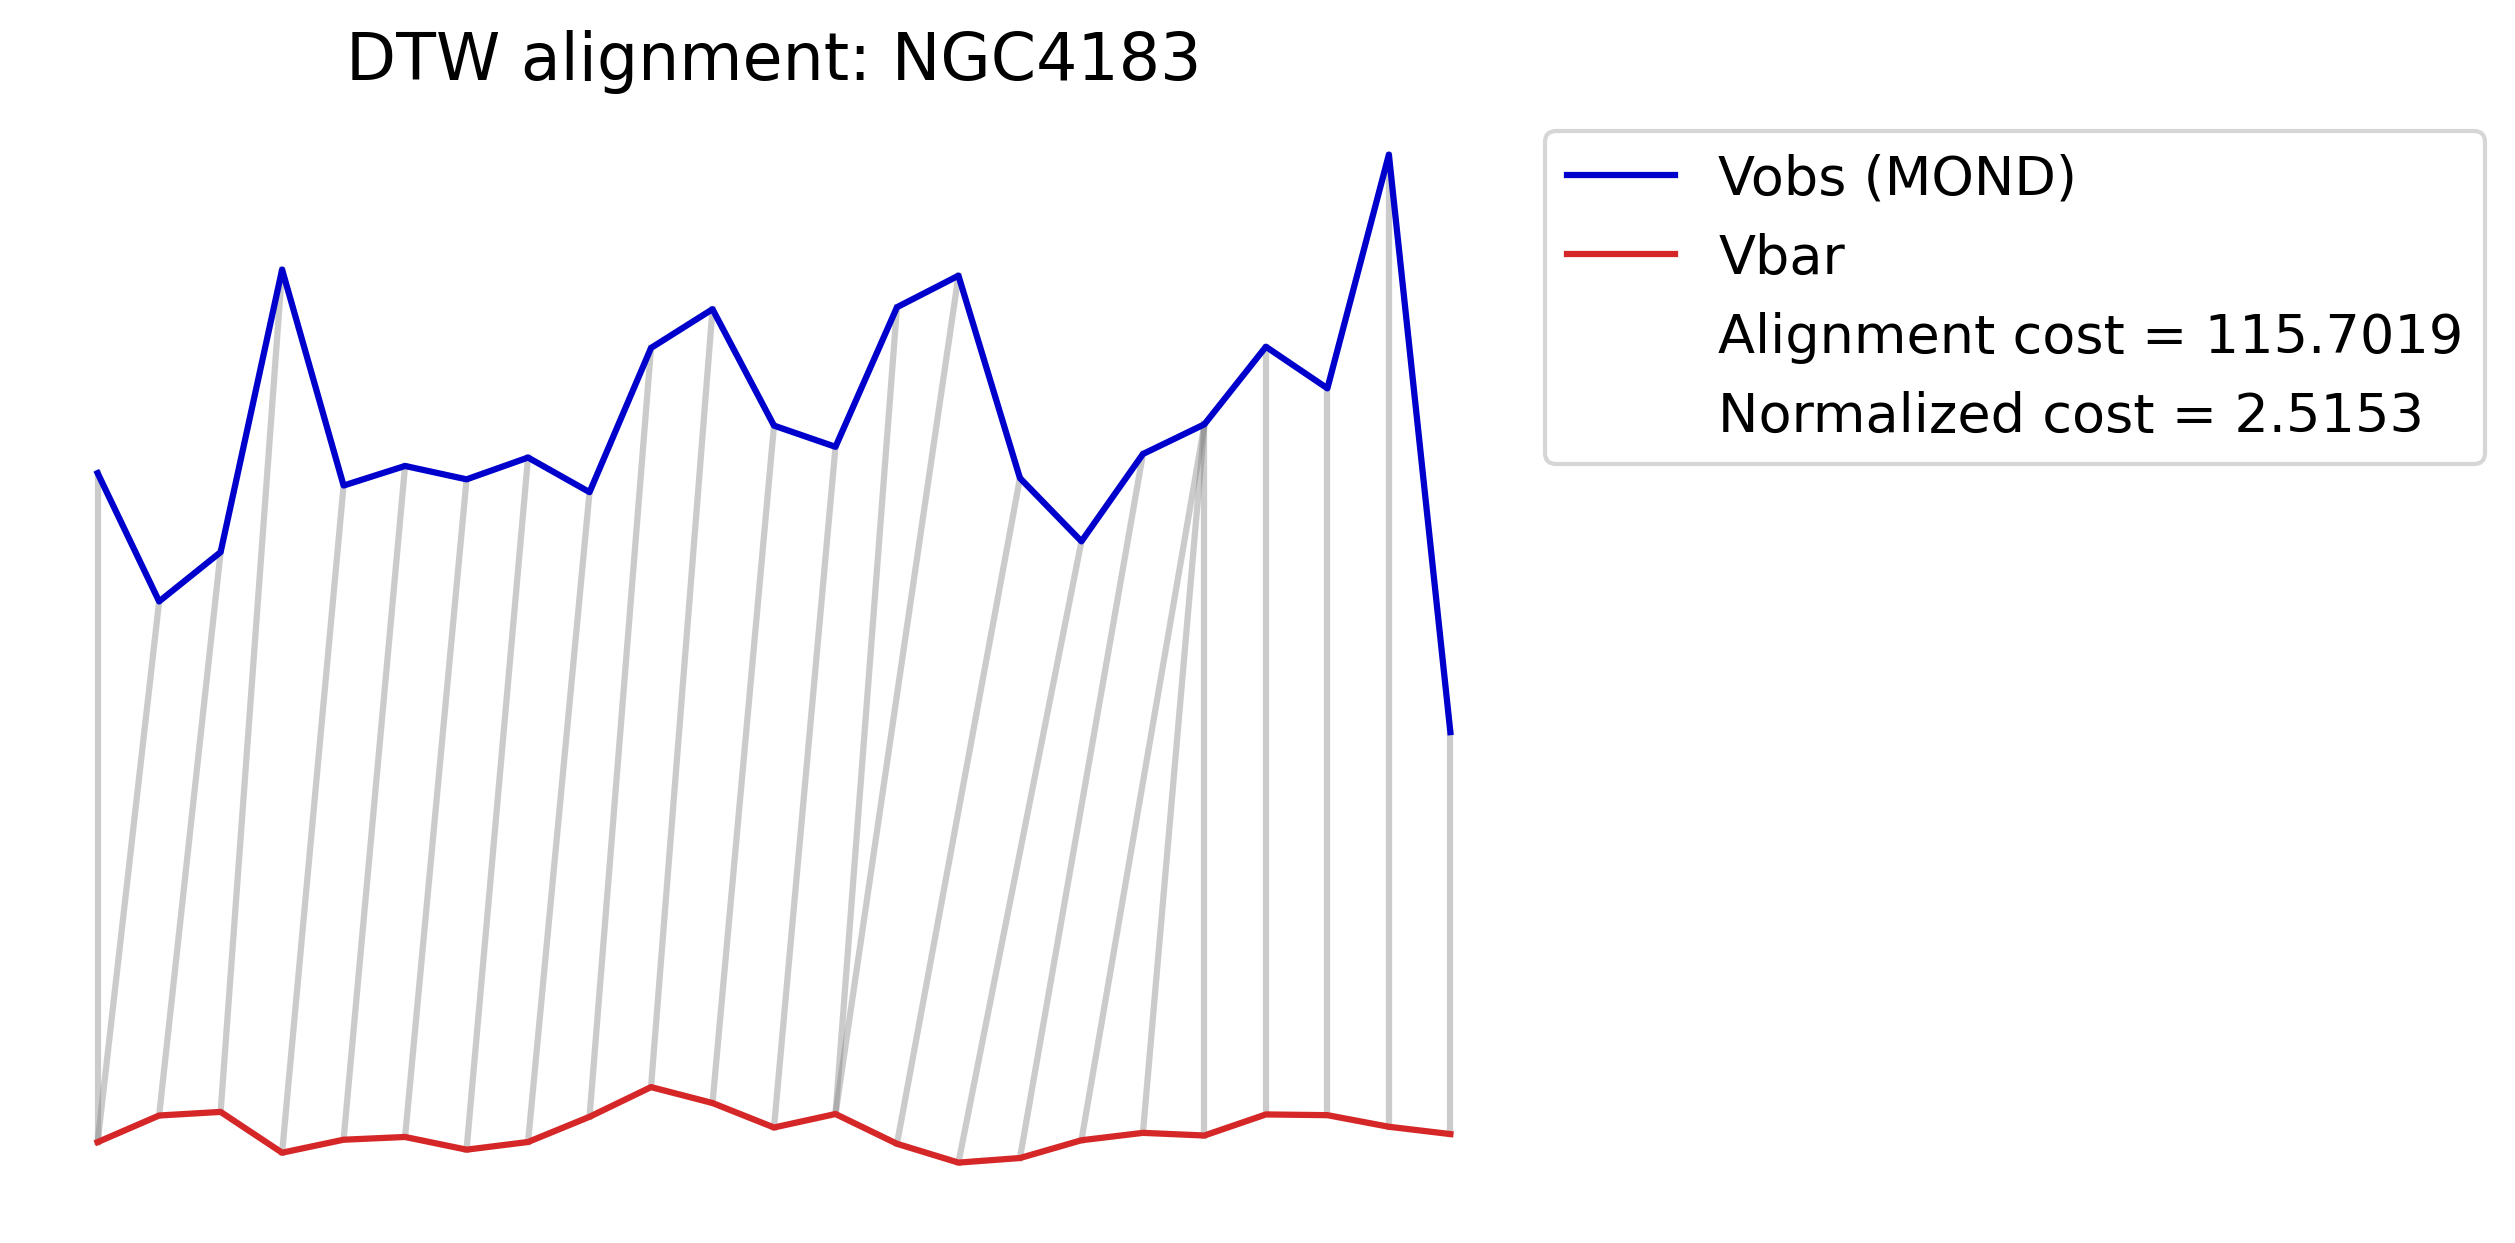 DTW alignment: NGC4183
Vobs (MOND)
Vbar
Alignment cost = 115.7019
Normalized cost = 2.5153